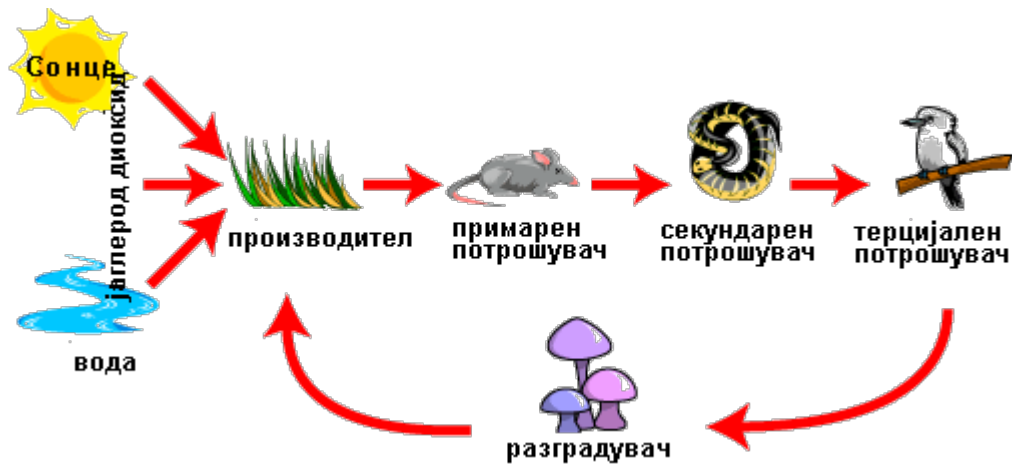 Сонце
јаглерод диоксид
вода
производител
примарен
потрошувач
секундарен
потрошувач
терцијален
потрошувач
разградувач